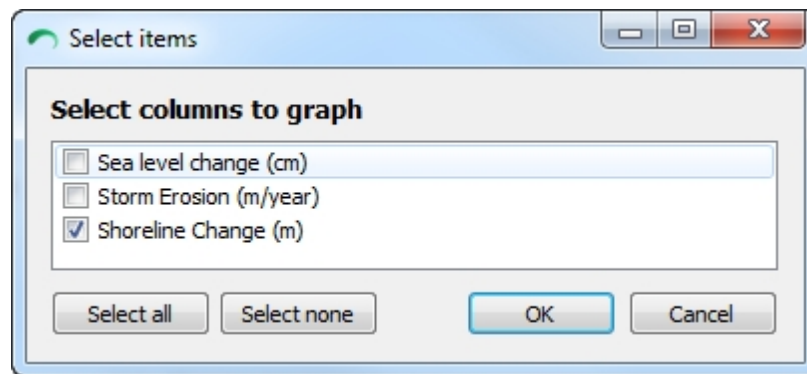 Select items
Select columns to graph
Sea level change (cm)
Storm Erosion (m/year)
Shoreline Change (m)
Select all Select none OK Cancel